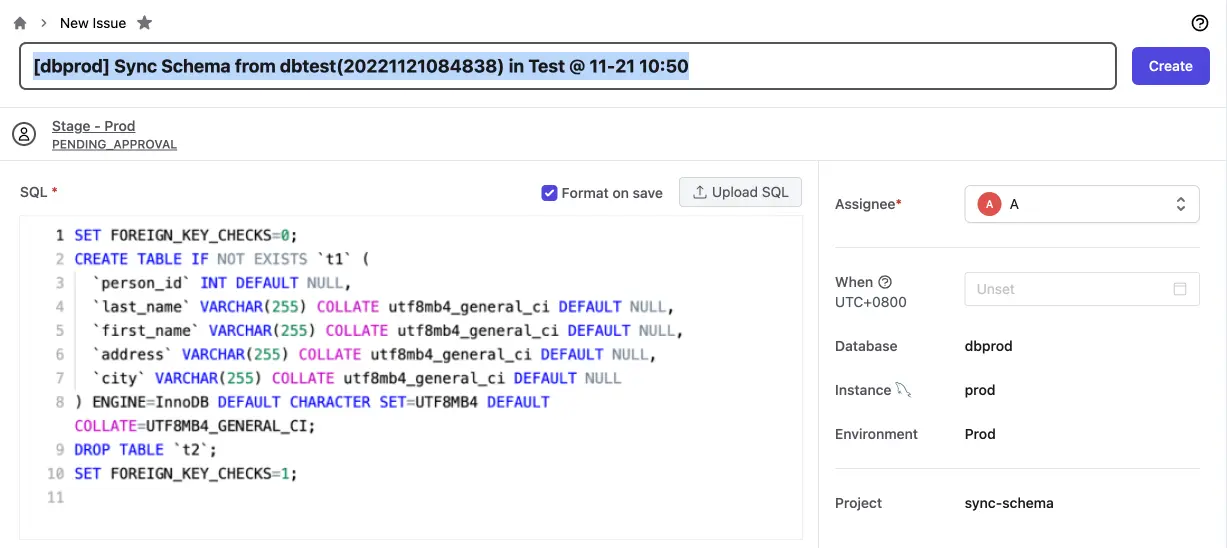 New Issue
[dbprod] Sync Schema from dbtest(20221121084838) in Test @ 11-21 10:50
Create
Stage - Prod
PENDING_APPROVAL
SQL *
Format on save
Upload SQL
1 SET FOREIGN_KEY_CHECKS=0;
2 CREATE TABLE IF NOT EXISTS `t1` (
3 `person_id` INT DEFAULT NULL,
4 `last_name` VARCHAR(255) COLLATE utf8mb4_general_ci DEFAULT NULL,
5 `first_name` VARCHAR(255) COLLATE utf8mb4_general_ci DEFAULT NULL,
6 `address` VARCHAR(255) COLLATE utf8mb4_general_ci DEFAULT NULL,
7 `city` VARCHAR(255) COLLATE utf8mb4_general_ci DEFAULT NULL
8 ) ENGINE=InnoDB DEFAULT CHARACTER SET=UTF8MB4 DEFAULT
COLLATE=UTF8MB4_GENERAL_CI;
9 DROP TABLE `t2`;
10 SET FOREIGN_KEY_CHECKS=1;
11
Assignee*
A A
When
UTC+0800
Unset
Database dbprod
Instance prod
Environment Prod
Project sync-schema